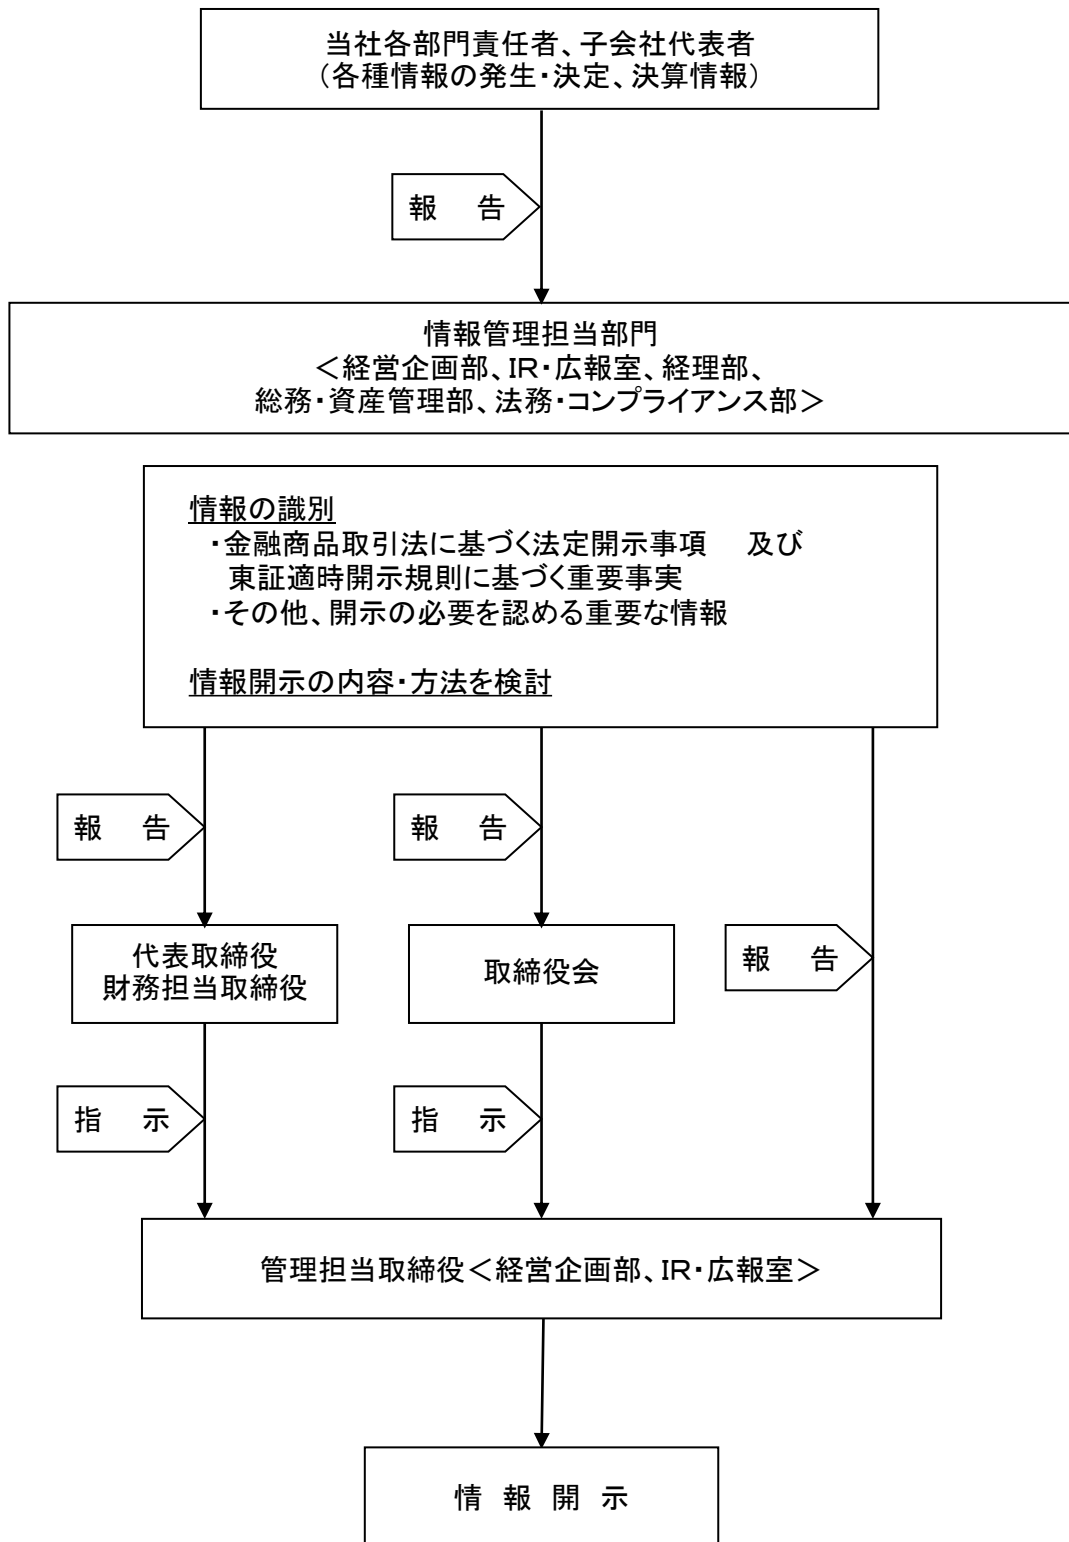 当社各部門責任者、子会社代表者
（各種情報の発生・決定、決算情報）
報　告
情報管理担当部門
＜経営企画部、IR・広報室、経理部、
総務・資産管理部、法務・コンプライアンス部＞
情報の識別
・金融商品取引法に基づく法定開示事項　及び
東証適時開示規則に基づく重要事実
・その他、開示の必要を認める重要な情報
情報開示の内容・方法を検討
報　告
報　告
報　告
代表取締役
財務担当取締役
取締役会
指　示
指　示
管理担当取締役＜経営企画部、IR・広報室＞
情 報 開 示